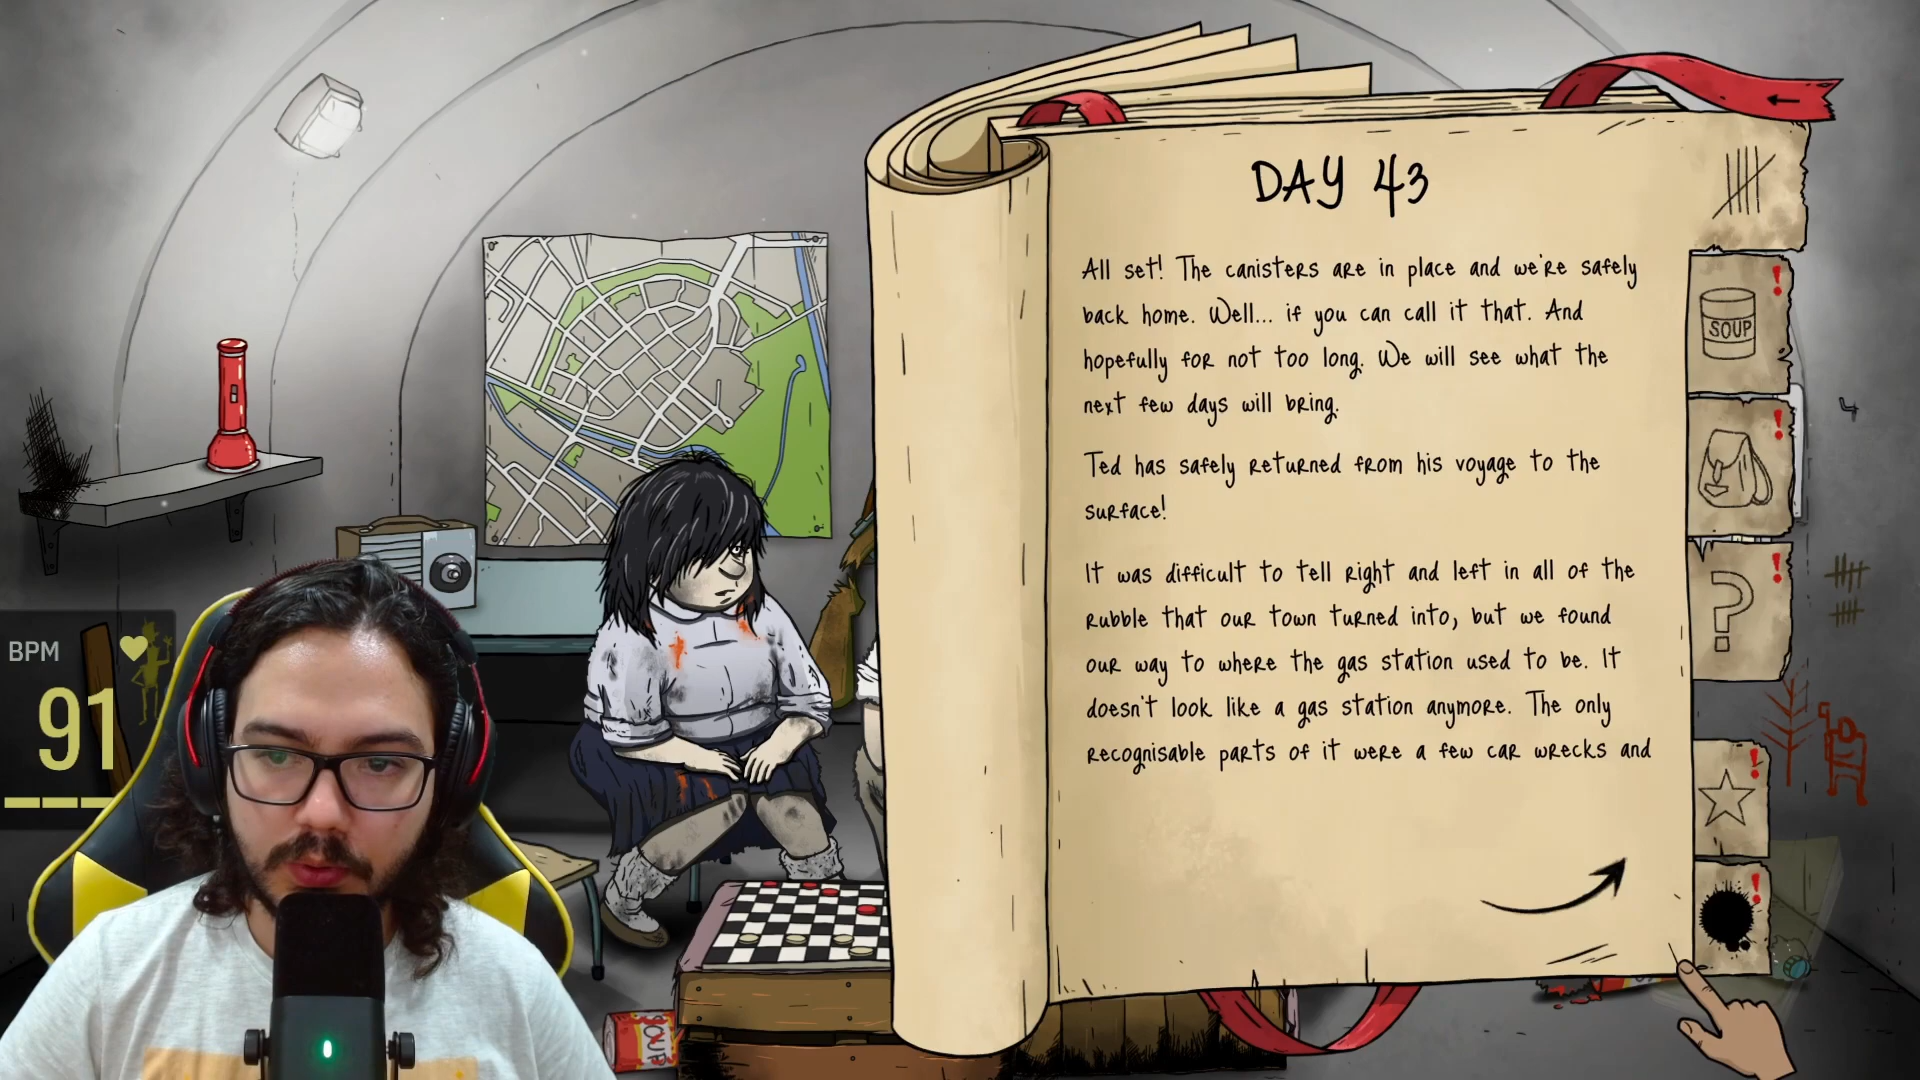 DAY 43
All set! The canisters are in place and we're safely
back home. Well... if you can call it that. And
hopefully for not too long. We will see what the
next few days will bring.
Ted has safely returned from his voyage to the
surface!
It was difficult to tell right and left in all of the
rubble that our town turned into, but we found
our way to where the gas station used to be. It
doesn't look like a gas station anymore. The only
recognisable parts of it were a few car wrecks and
!
SOUP
!
!
?
!
!
4
BPM
91
SOUP